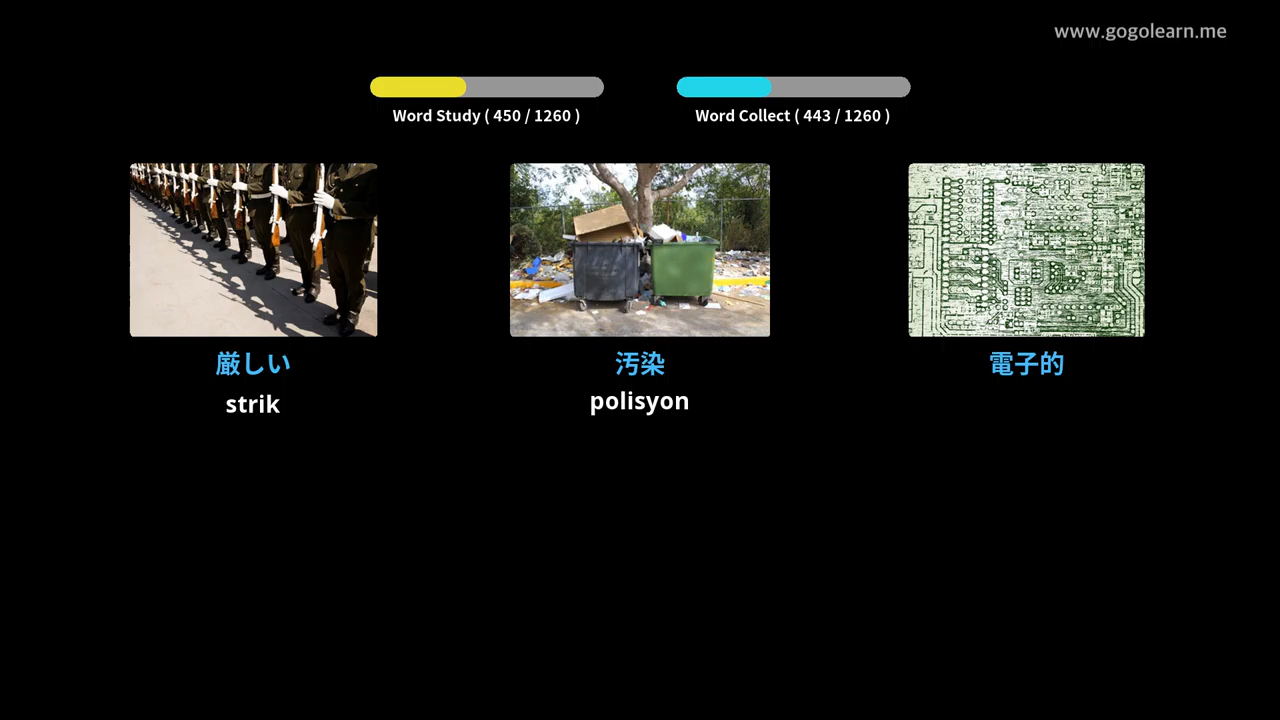 www.gogolearn.me
Word Study ( 450 / 1260 )
Word Collect ( 443 / 1260 )
厳しい
汚染
電子的
strik
polisyon